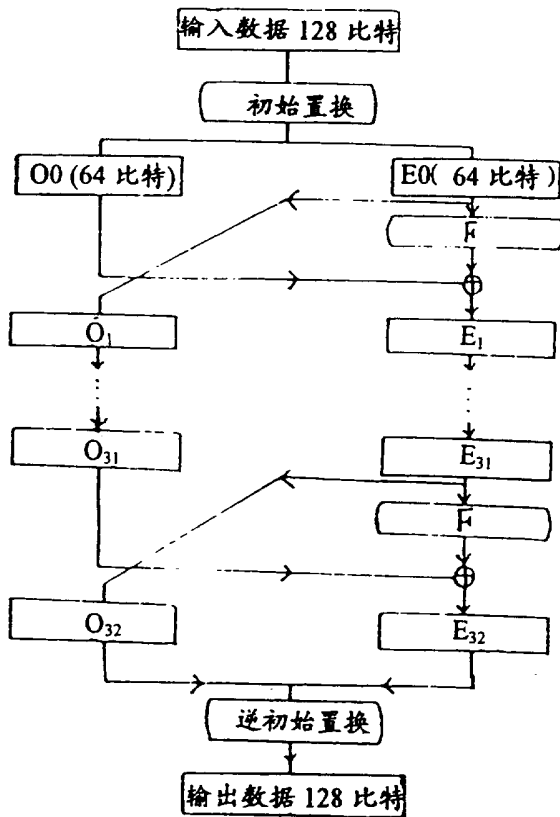 输入数据 128 比特
初始置换
O0 (64 比特)
E0( 64 比特)
F
O₁
E₁
⋮
⋮
O₃₁
E₃₁
F
O₃₂
E₃₂
逆初始置换
输出数据 128 比特